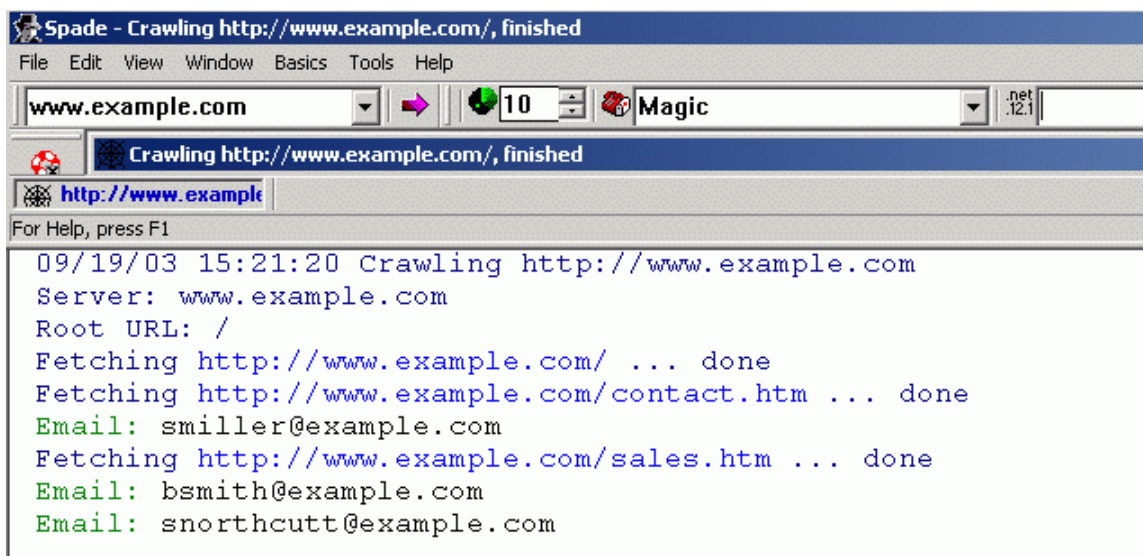 Spade - Crawling http://www.example.com/, finished
File Edit View Window Basics Tools Help
www.example.com 10 Magic .net .12.1
Crawling http://www.example.com/, finished
http://www.example
For Help, press F1
09/19/03 15:21:20 Crawling http://www.example.com
Server: www.example.com
Root URL: /
Fetching http://www.example.com/ ... done
Fetching http://www.example.com/contact.htm ... done
Email: smiller@example.com
Fetching http://www.example.com/sales.htm ... done
Email: bsmith@example.com
Email: snorthcutt@example.com